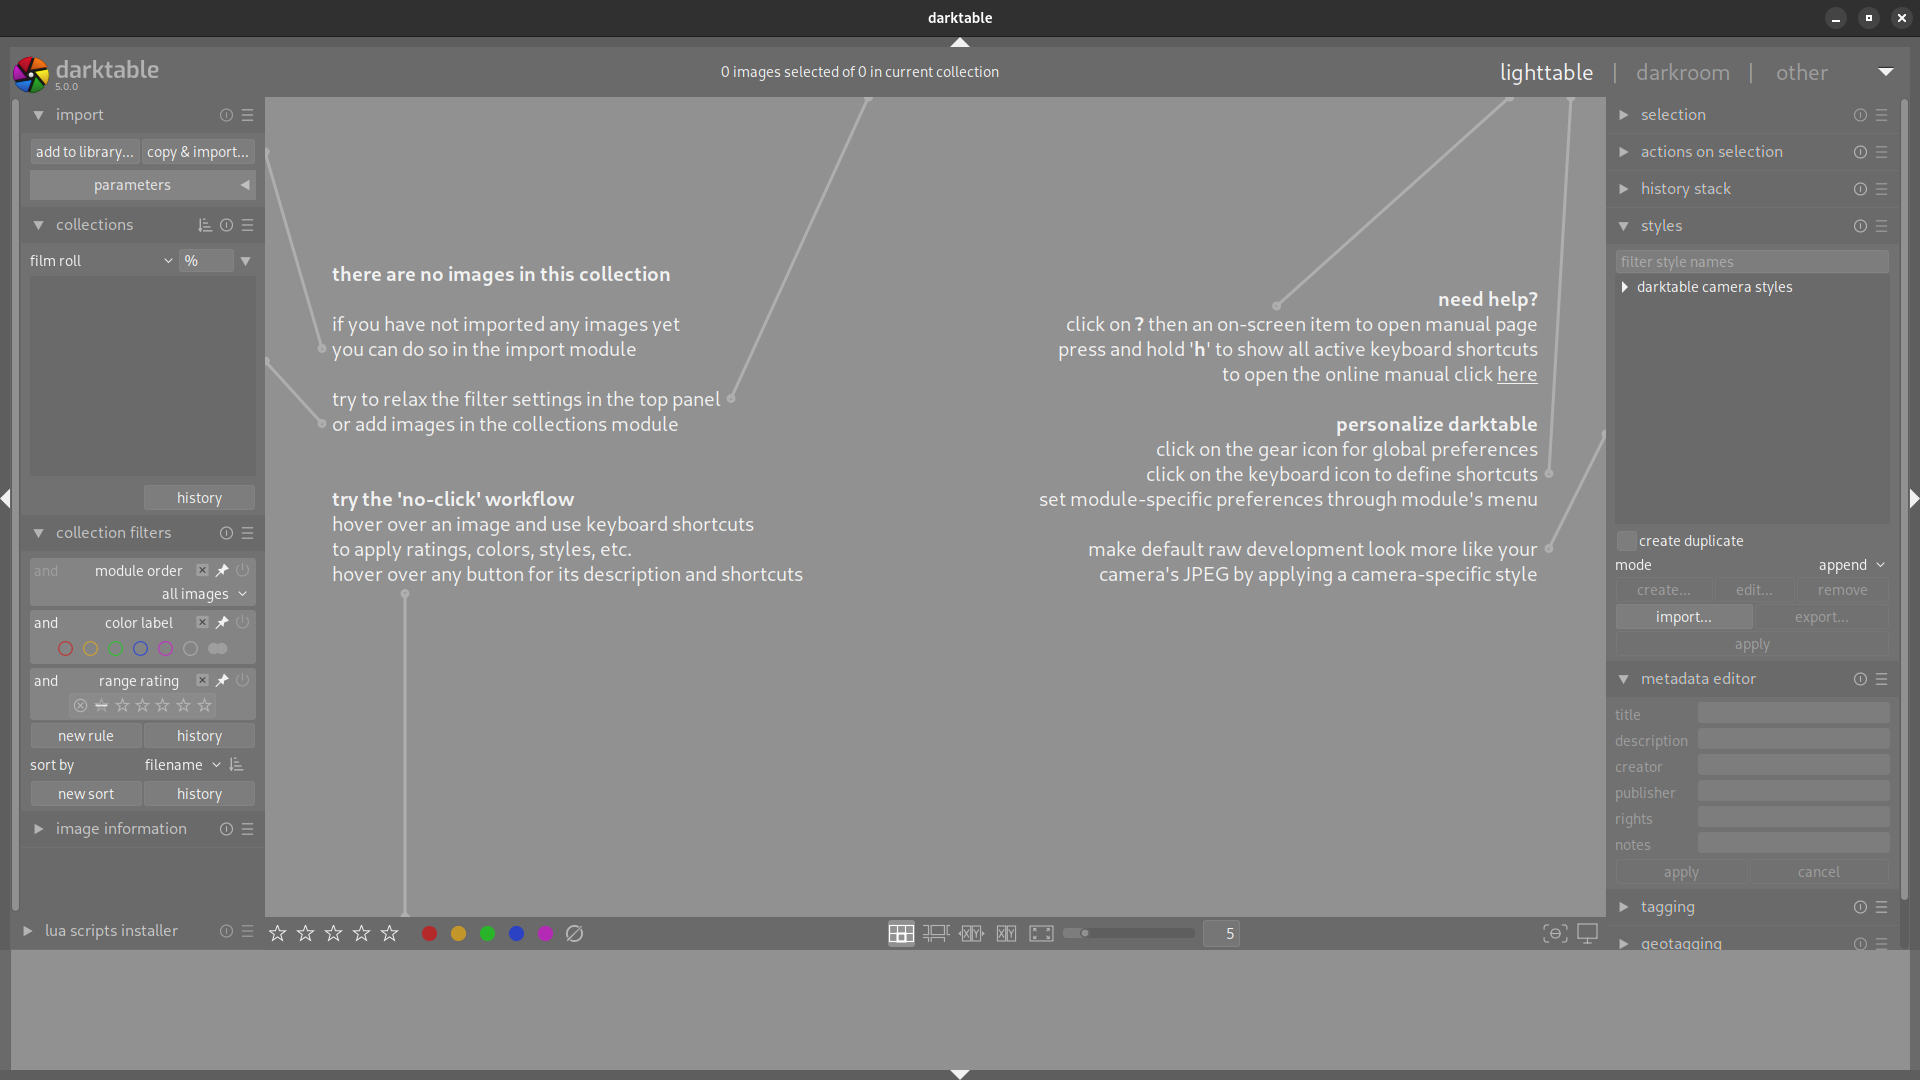 darktable
darktable
5.0.0
0 images selected of 0 in current collection
lighttable | darkroom | other
import
add to library...
copy & import...
parameters
collections
film roll
%
history
collection filters
and module order
all images
and color label
and range rating
new rule
history
sort by filename
new sort
history
image information
lua scripts installer
there are no images in this collection
if you have not imported any images yet
you can do so in the import module
try to relax the filter settings in the top panel
or add images in the collections module
try the 'no-click' workflow
hover over an image and use keyboard shortcuts
to apply ratings, colors, styles, etc.
hover over any button for its description and shortcuts
need help?
click on ? then an on-screen item to open manual page
press and hold 'h' to show all active keyboard shortcuts
to open the online manual click here
personalize darktable
click on the gear icon for global preferences
click on the keyboard icon to define shortcuts
set module-specific preferences through module's menu
make default raw development look more like your
camera's JPEG by applying a camera-specific style
X Y
X Y
5
selection
actions on selection
history stack
styles
filter style names
darktable camera styles
create duplicate
mode append
create...
edit...
remove
import...
export...
apply
metadata editor
title
description
creator
publisher
rights
notes
apply
cancel
tagging
geotagging